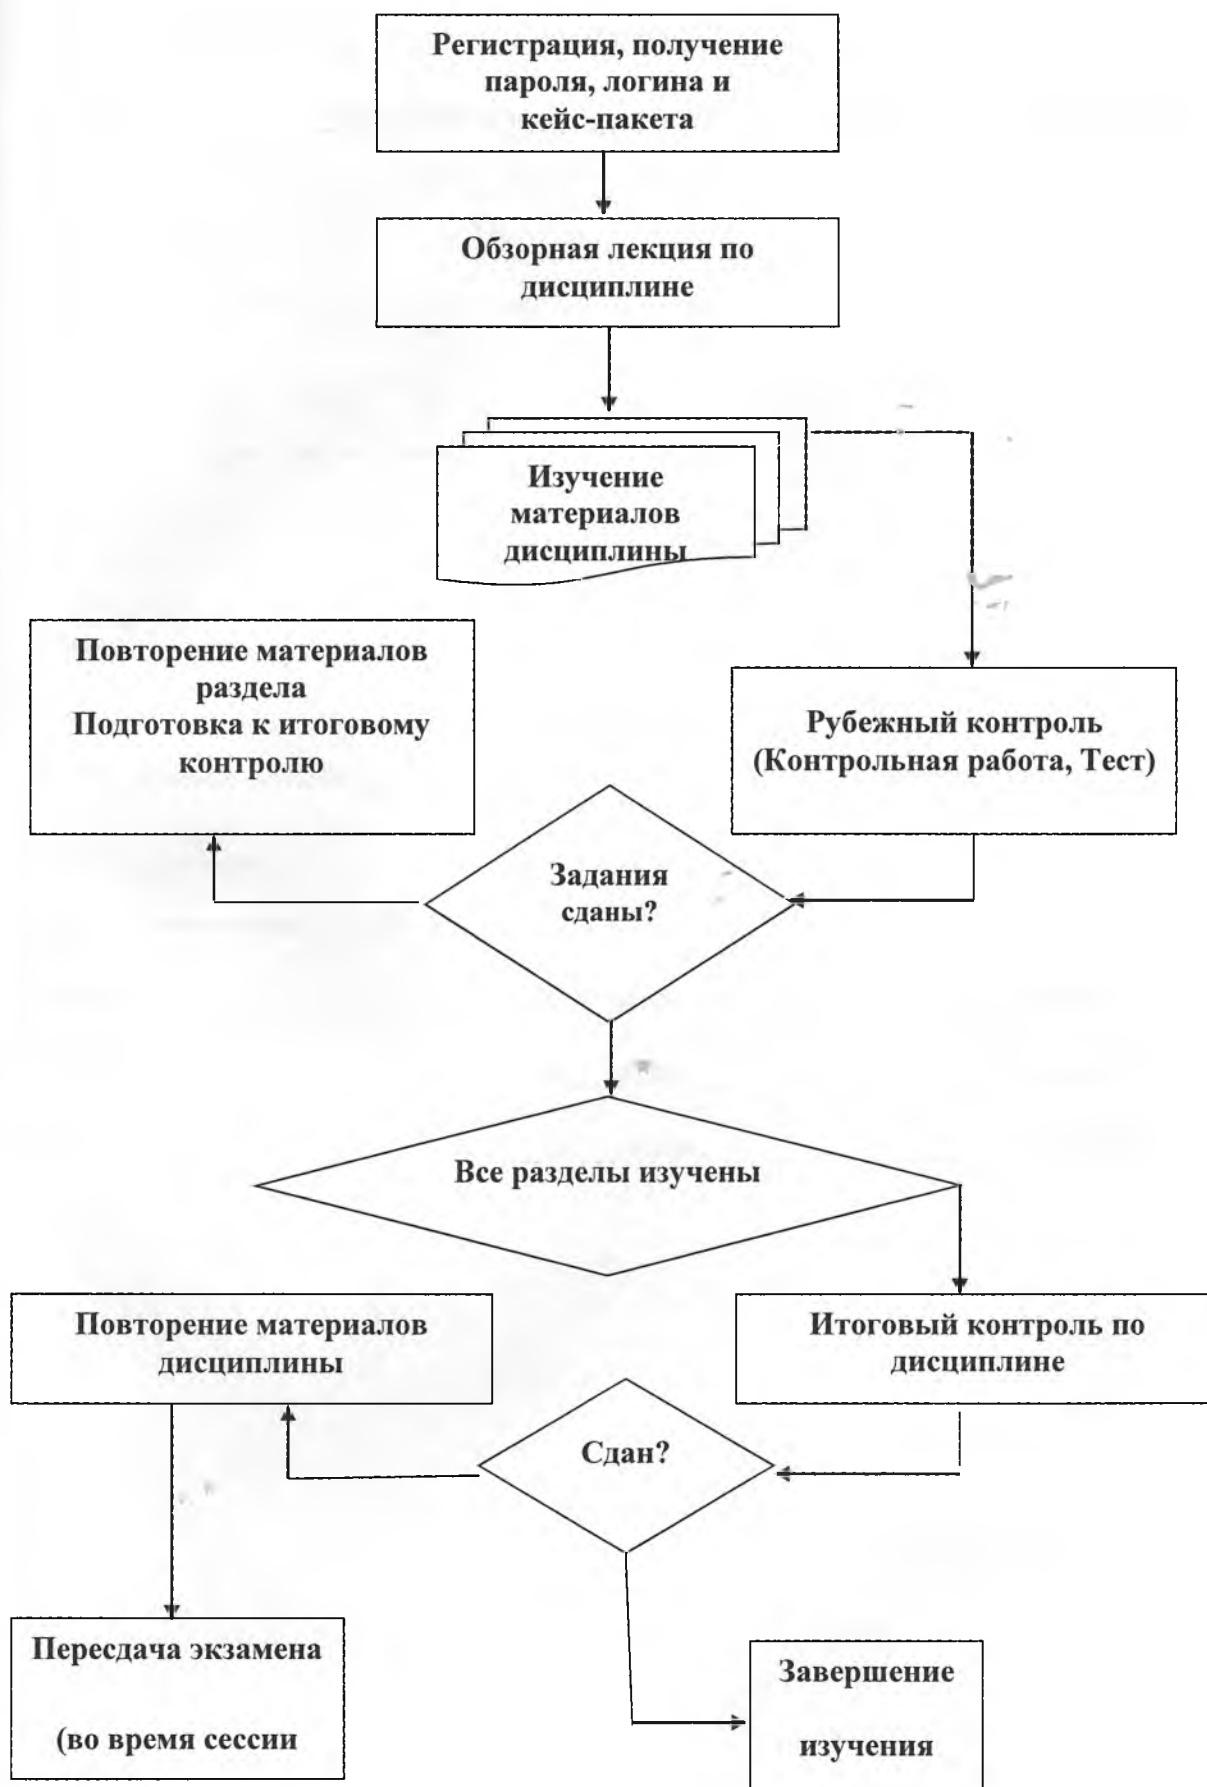 Регистрация, получение
пароля, логина и
кейс-пакета
Обзорная лекция по
дисциплине
Изучение
материалов
дисциплины
Повторение материалов
раздела
Подготовка к итоговому
контролю
Рубежный контроль
(Контрольная работа, Тест)
Задания
сданы?
Все разделы изучены
Повторение материалов
дисциплины
Итоговый контроль по
дисциплине
Сдан?
Пересдача экзамена
(во время сессии
Завершение
изучения